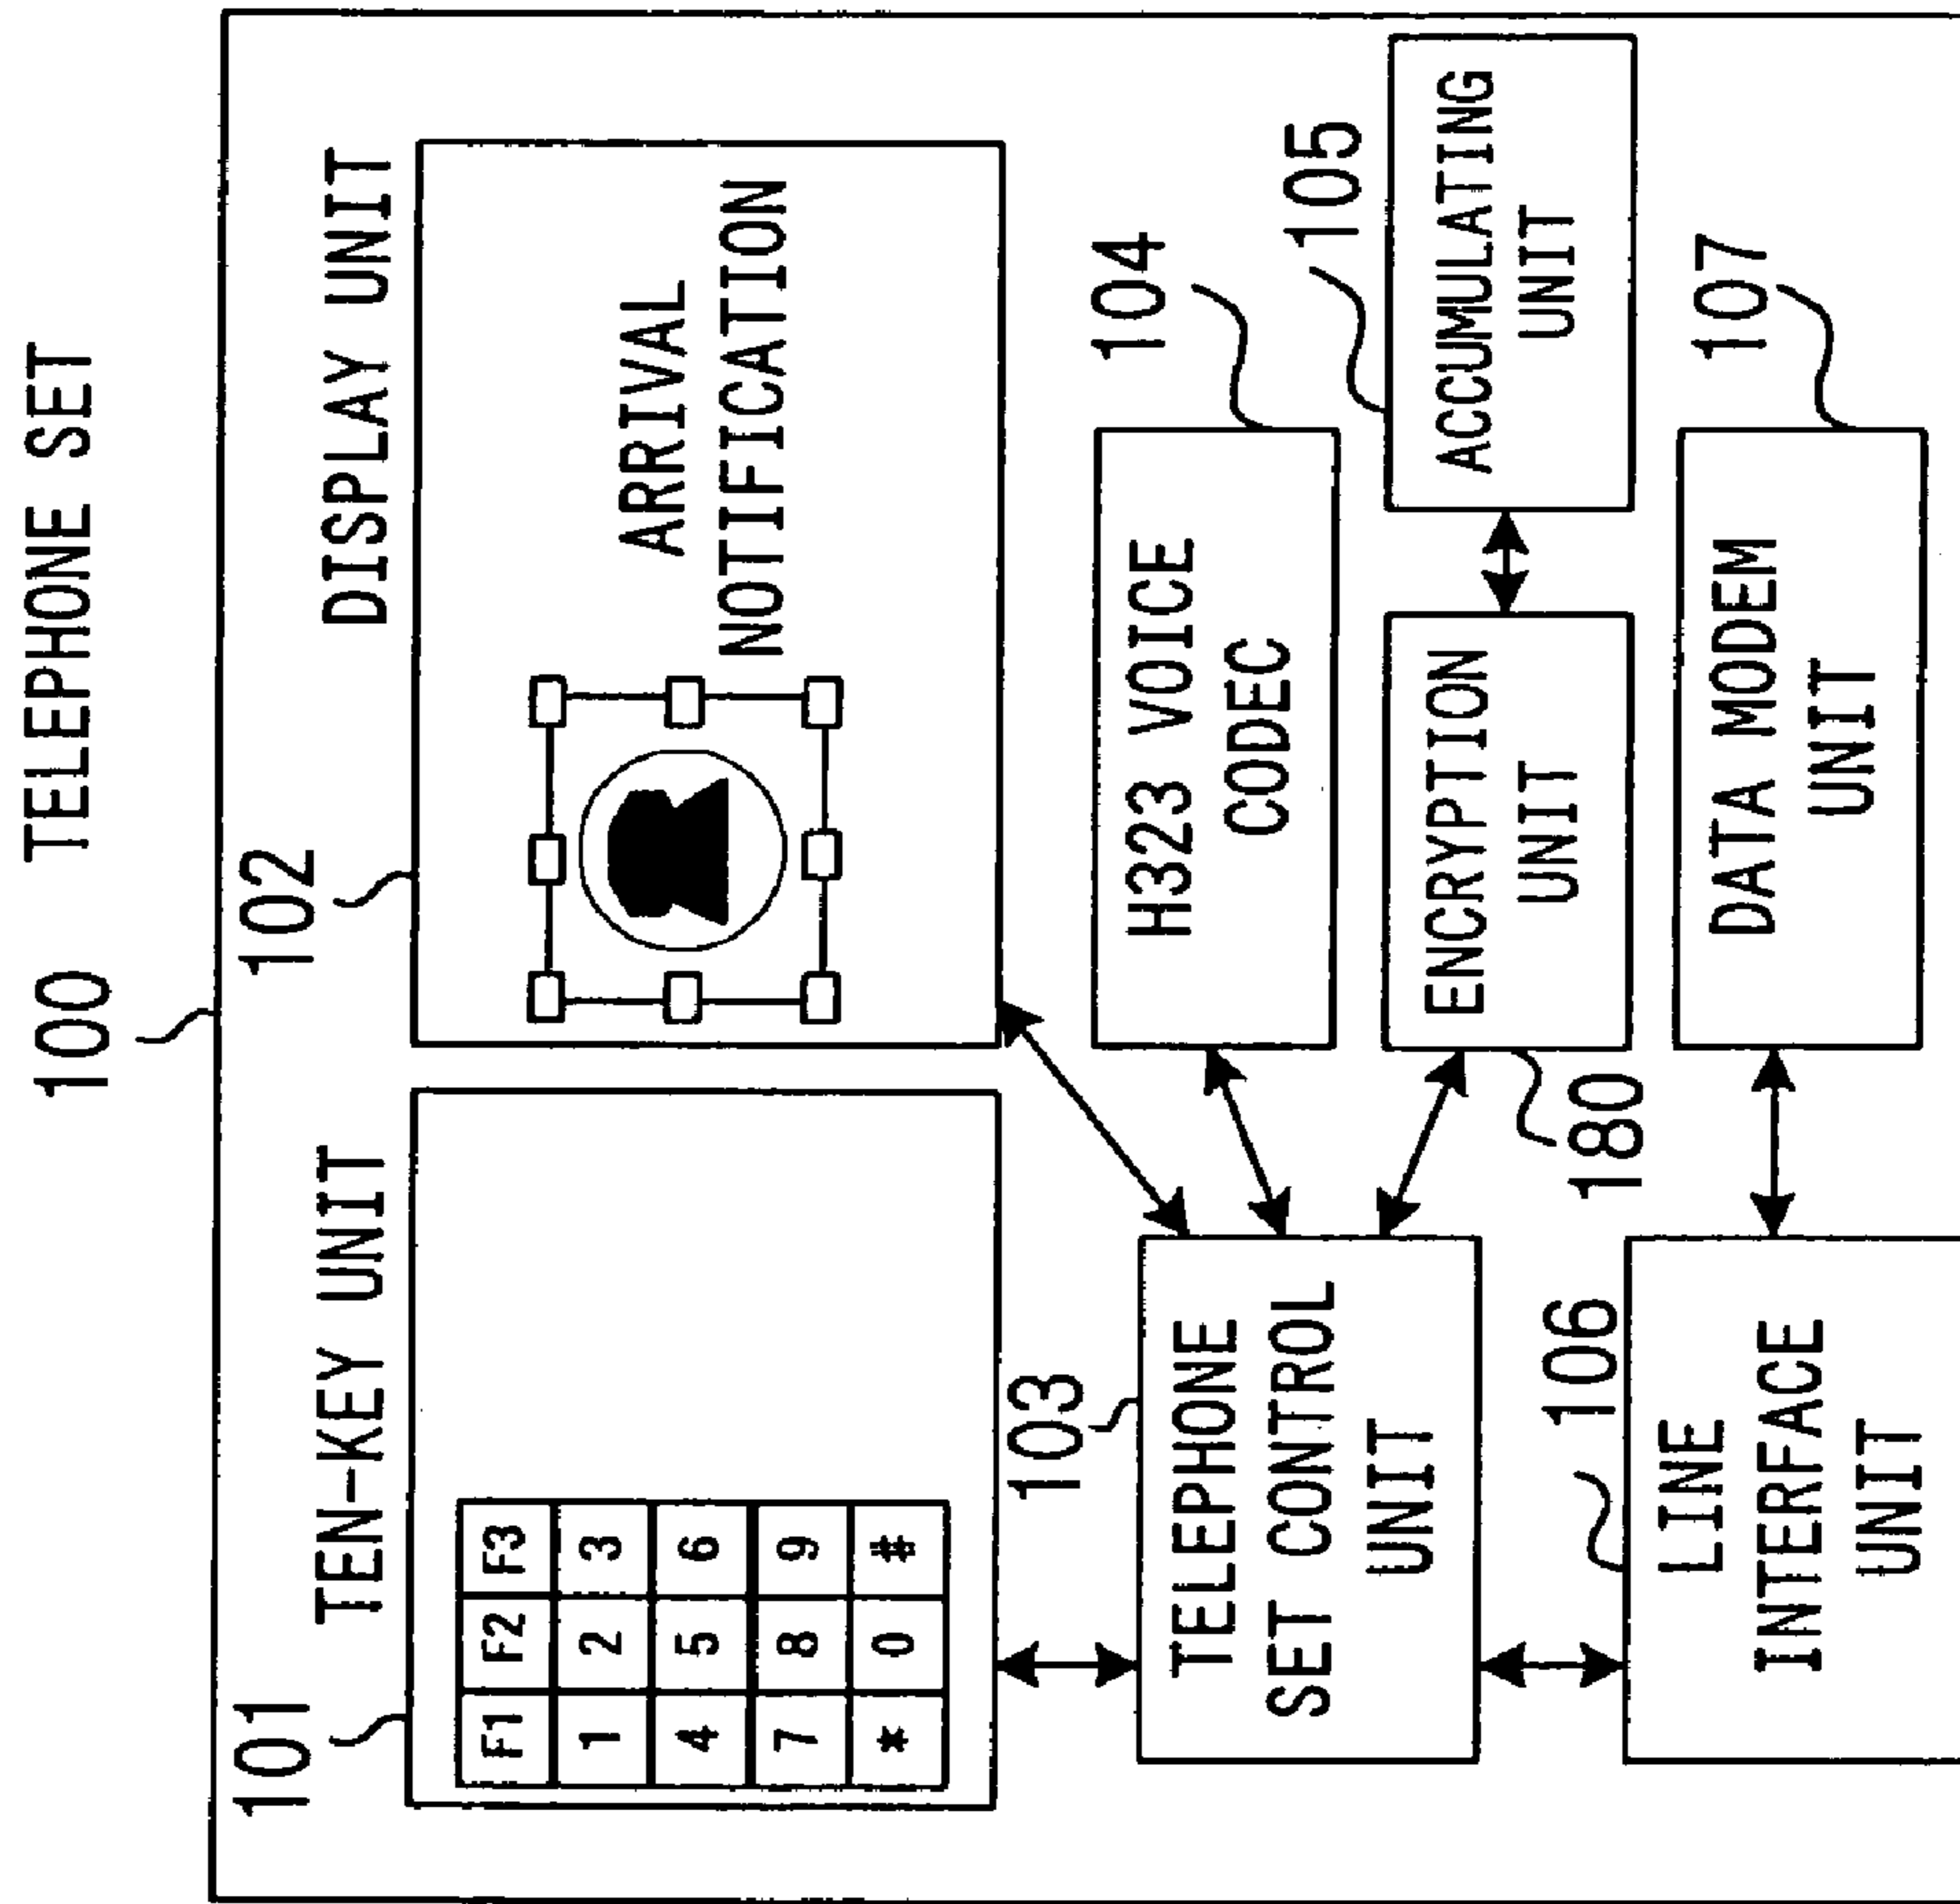 100 TELEPHONE SET
101
TEN-KEY UNIT
102
DISPLAY UNIT
F1 F2 F3
1 2 3
4 5 6
7 8 9
* 0 #
ARRIVAL
NOTIFICATION
103
TELEPHONE
SET CONTROL
UNIT
104
H323 VOICE
CODEC
105
ACCUMULATING
UNIT
ENCRYPTION
UNIT
180
106
LINE
INTERFACE
UNIT
107
DATA MODEM
UNIT